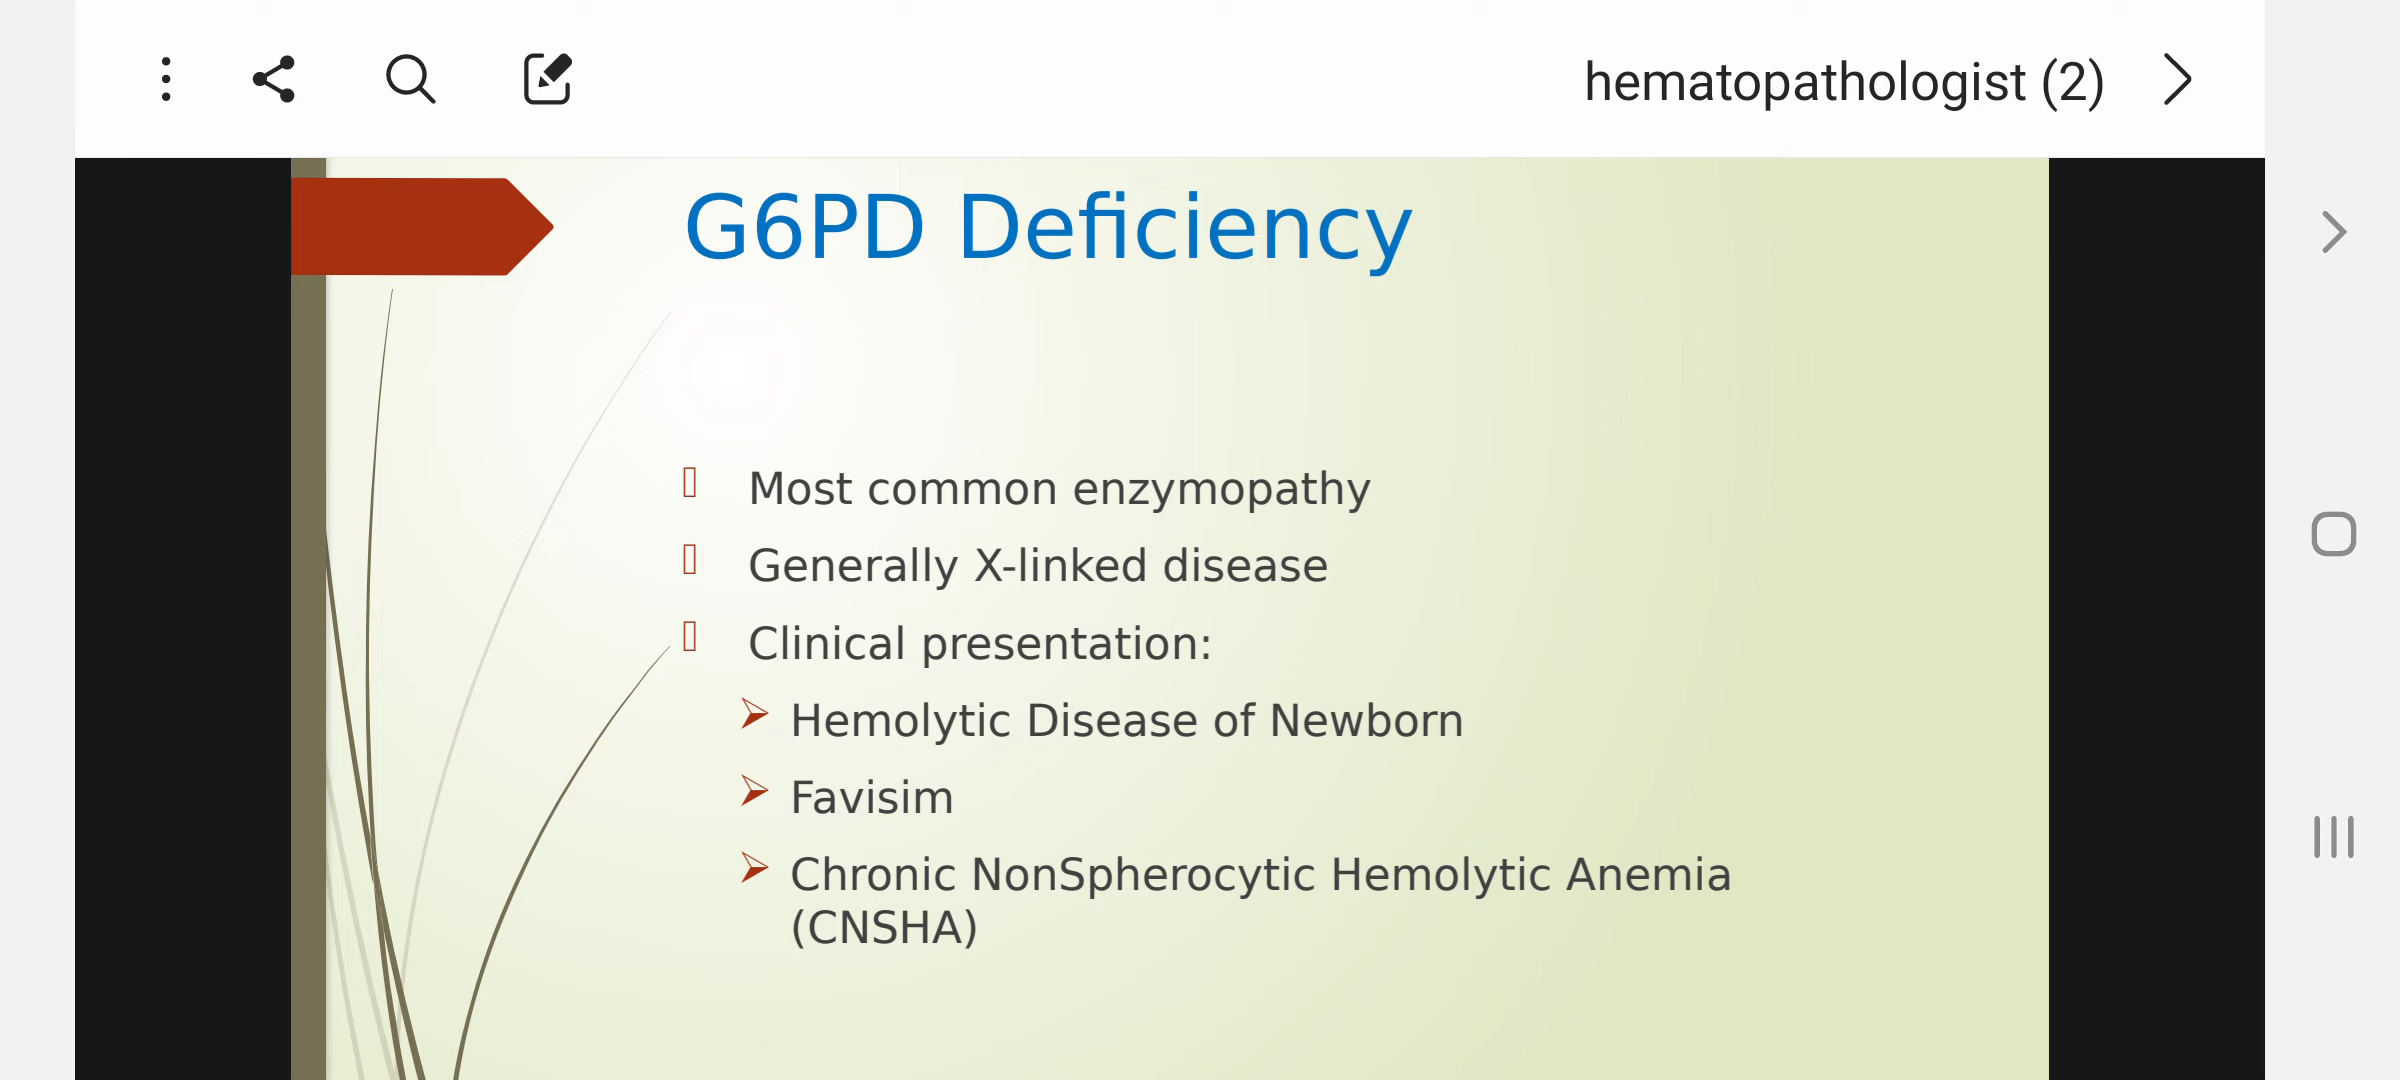 hematopathologist (2)
G6PD Deficiency
Most common enzymopathy
Generally X-linked disease
Clinical presentation:
Hemolytic Disease of Newborn
Favisim
Chronic NonSpherocytic Hemolytic Anemia
(CNSHA)